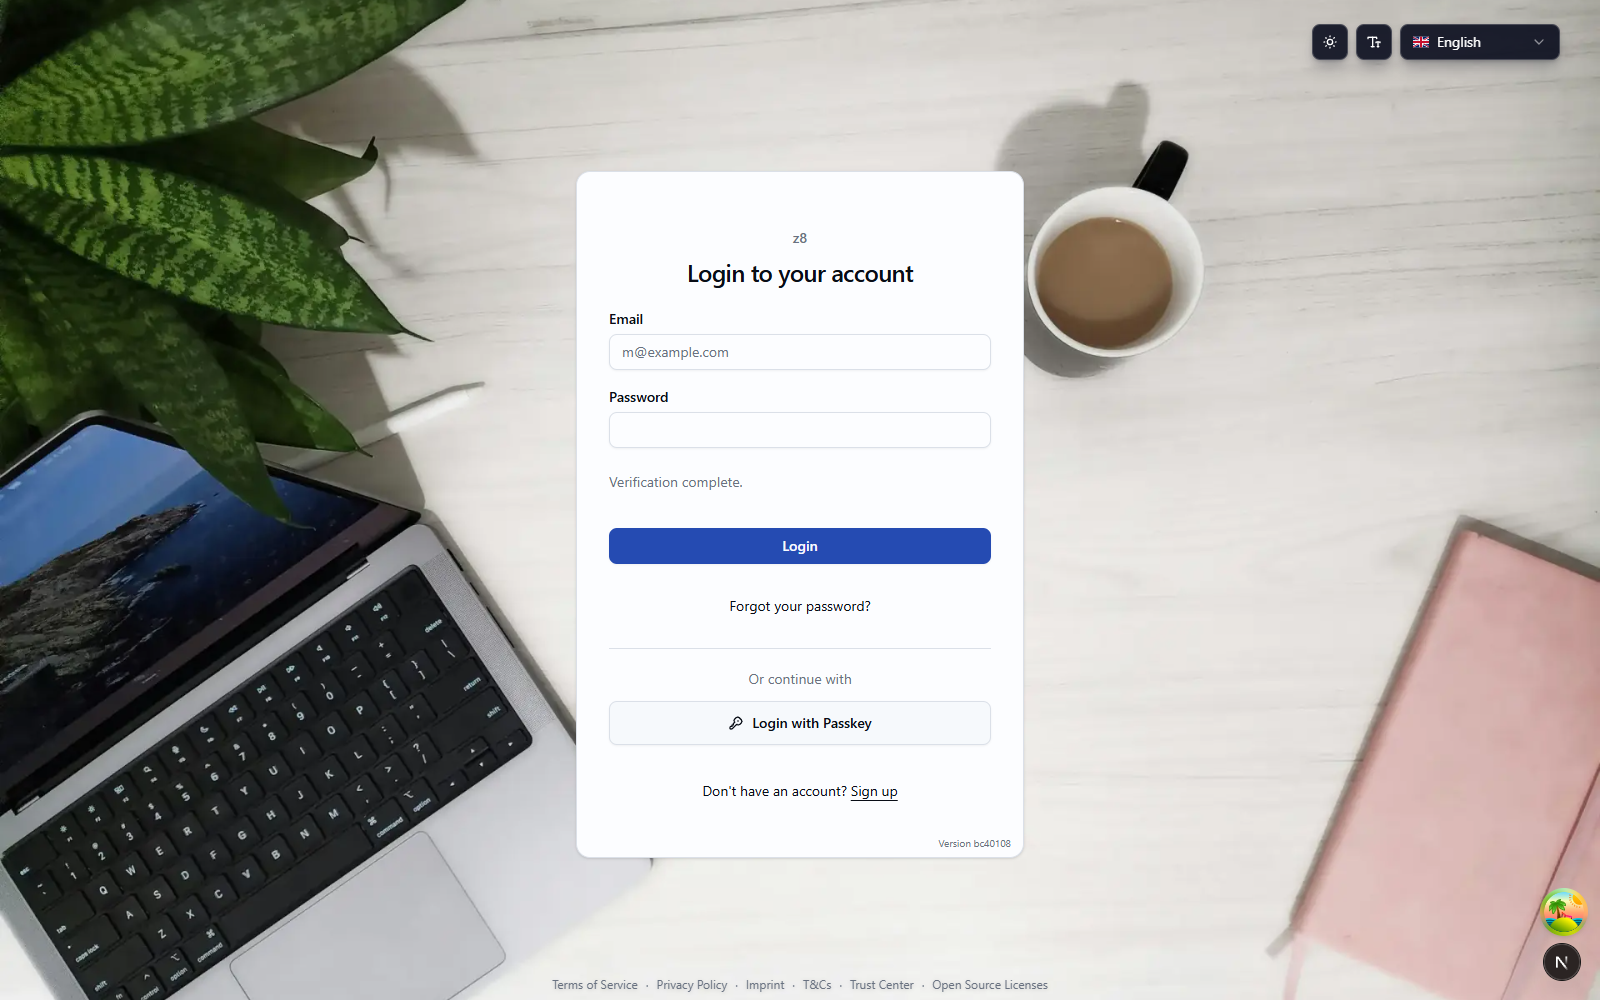 English
z8
Login to your account
Email
m@example.com
Password
Verification complete.
Login
Forgot your password?
Or continue with
Login with Passkey
Don't have an account? Sign up
Version bc40108
Terms of Service · Privacy Policy · Imprint · T&Cs · Trust Center · Open Source Licenses
N